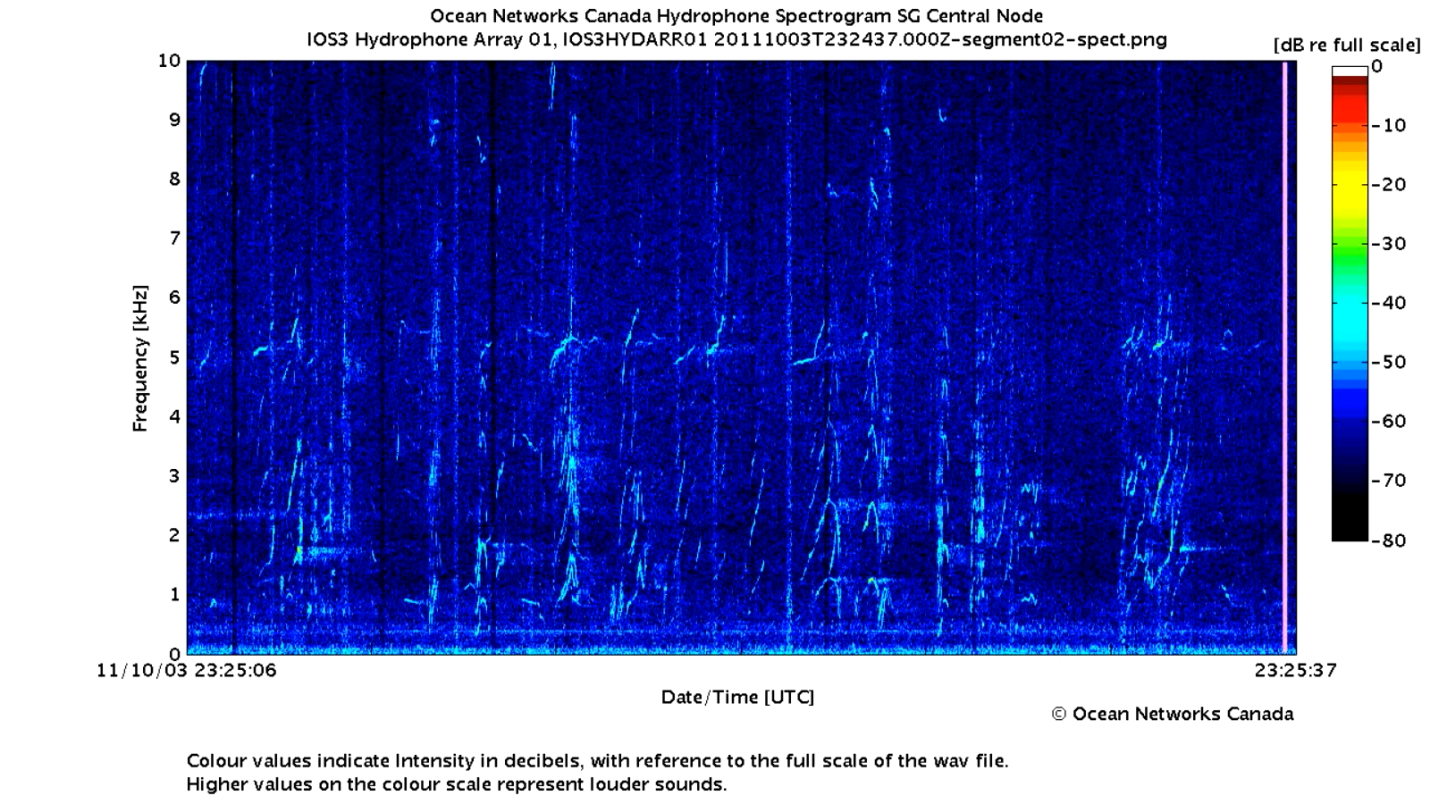 Ocean Networks Canada Hydrophone Spectrogram SG Central Node
IOS3 Hydrophone Array 01, IOS3HYDARR01 20111003T232437.000Z-segment02-spect.png
[dB re full scale]
10
9
8
7
6
5
4
3
2
1
0
Frequency [kHz]
0
-10
-20
-30
-40
-50
-60
-70
-80
11/10/03 23:25:06
23:25:37
Date/Time [UTC]
© Ocean Networks Canada
Colour values indicate Intensity in decibels, with reference to the full scale of the wav file.
Higher values on the colour scale represent louder sounds.